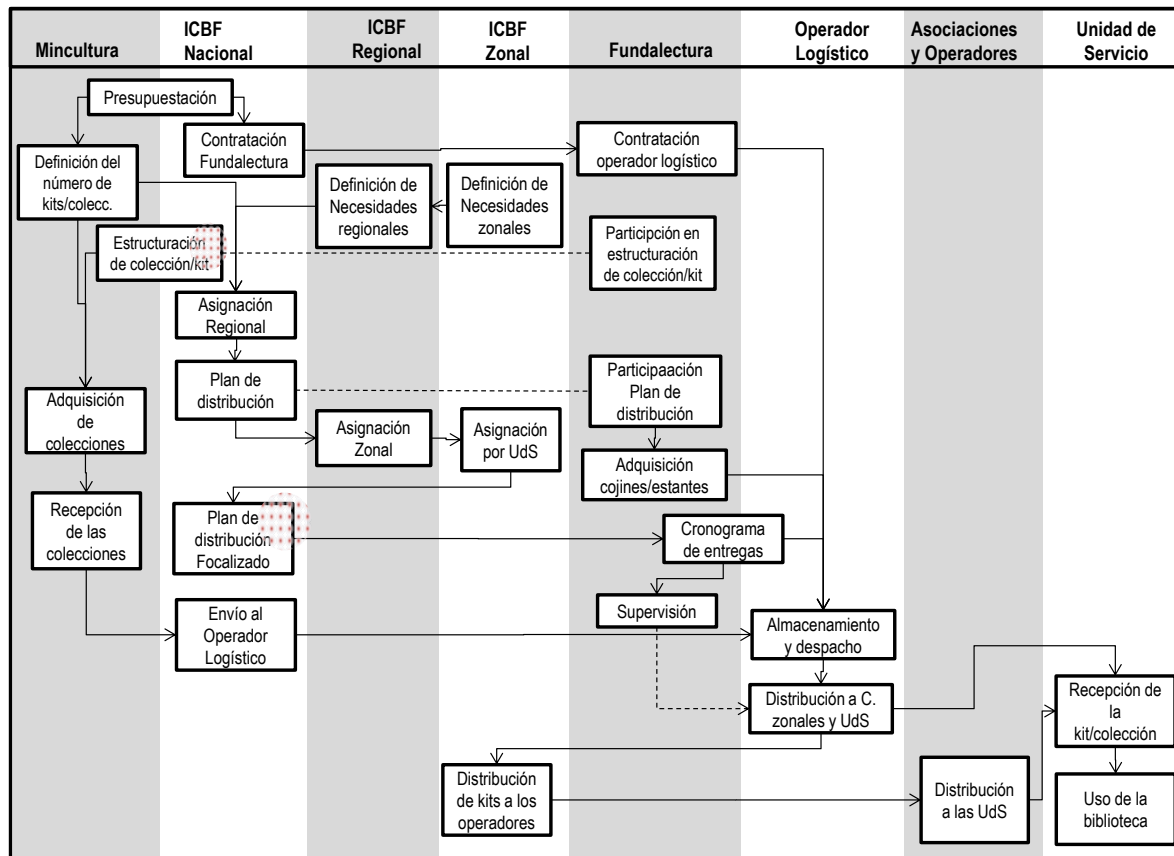 Mincultura
ICBF
Nacional
ICBF
Regional
ICBF
Zonal
Fundalectura
Operador
Logístico
Asociaciones
y Operadores
Unidad de
Servicio
Presupuestación
Contratación
Fundalectura
Contratación
operador logístico
Definición del
número de
kits/colecc.
Definición de
Necesidades
regionales
Definición de
Necesidades
zonales
Estructuración
de colección/kit
Participción en
estructuración
de colección/kit
Asignación
Regional
Plan de
distribución
Participaación
Plan de
distribución
Adquisición
de
colecciones
Asignación
Zonal
Asignación
por UdS
Adquisición
cojines/estantes
Recepción
de las
colecciones
Plan de
distribución
Focalizado
Cronograma
de entregas
Envío al
Operador
Logístico
Supervisión
Almacenamiento
y despacho
Distribución a C.
zonales y UdS
Recepción de
la
kit/colección
Distribución
de kits a los
operadores
Distribución
a las UdS
Uso de la
biblioteca